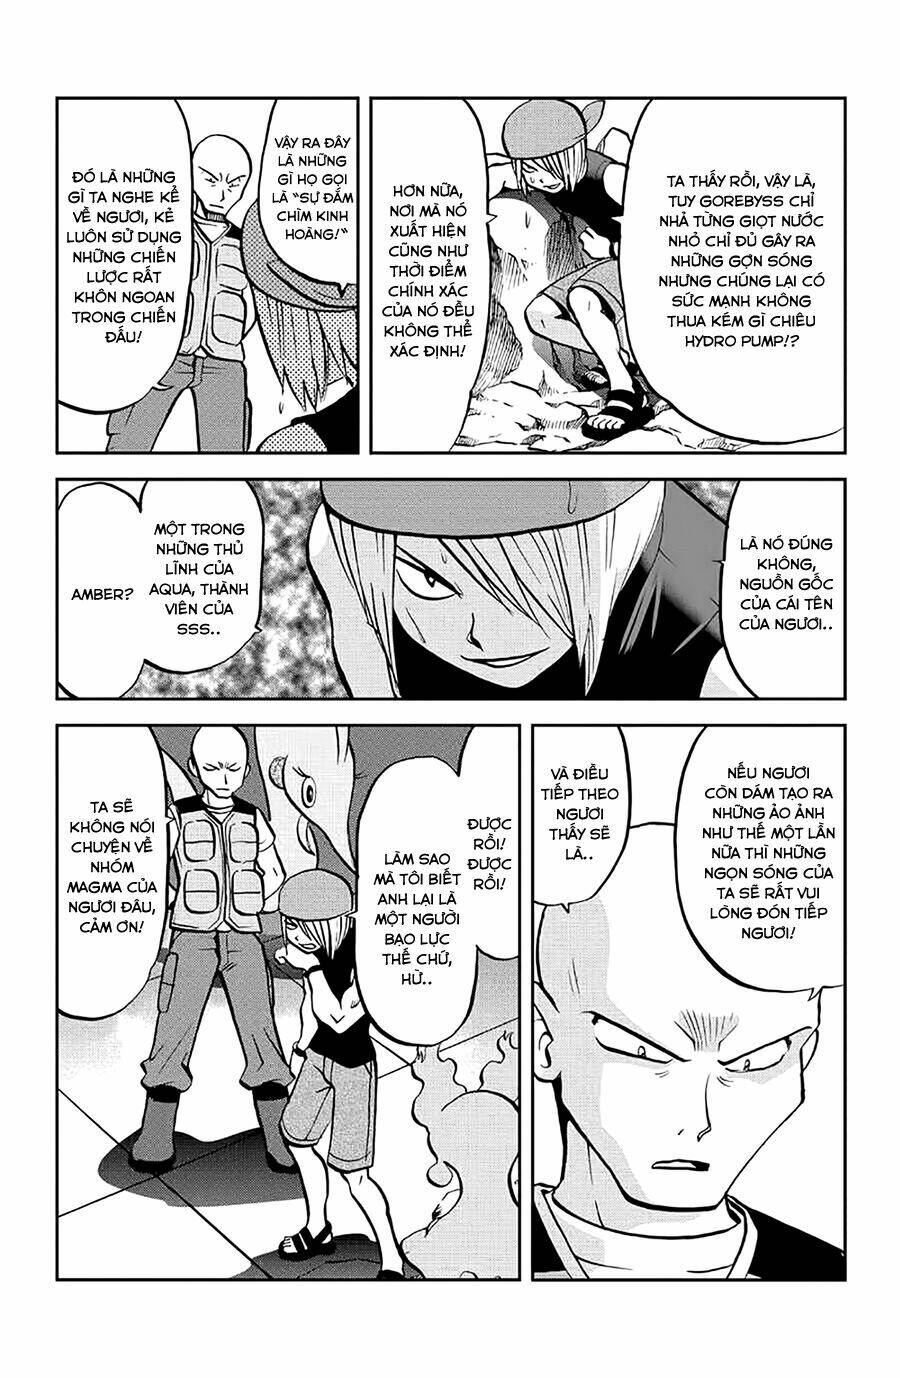 TA THẤY RỒI, VẬY LÀ,
TUY GOREBYSS CHỈ
NHẢ TỪNG GIỌT NƯỚC
NHỎ CHỈ ĐỦ GÂY RA
NHỮNG GỢN SÓNG
NHƯNG CHÚNG LẠI CÓ
SỨC MẠNH KHÔNG
THUA KÉM GÌ CHIÊU
HYDRO PUMP!?
HƠN NỮA,
NƠI MÀ NÓ
XUẤT HIỆN
CŨNG NHƯ
THỜI ĐIỂM
CHÍNH XÁC
CỦA NÓ ĐỀU
KHÔNG THỂ
XÁC ĐỊNH!
VẬY RA ĐÂY
LÀ NHỮNG
GÌ HỌ GỌI
LÀ "SỰ ĐẮM
CHÌM KINH
HOÀNG!"
ĐÓ LÀ NHỮNG
GÌ TA NGHE KỂ
VỀ NGƯƠI, KẺ
LUÔN SỬ DỤNG
NHỮNG CHIẾN
LƯỢC RẤT
KHÔN NGOAN
TRONG CHIẾN
ĐẤU!
LÀ NÓ ĐÚNG
KHÔNG,
NGUỒN GỐC
CỦA CÁI TÊN
CỦA NGƯƠI..
MỘT TRONG
NHỮNG THỦ
LĨNH CỦA
AQUA, THÀNH
VIÊN CỦA
SSS..
AMBER?
NẾU NGƯƠI
CÒN DÁM TẠO RA
NHỮNG ẢO ẢNH
NHƯ THẾ MỘT LẦN
NỮA THÌ NHỮNG
NGỌN SÓNG CỦA
TA SẼ RẤT VUI
LÒNG ĐÓN TIẾP
NGƯƠI!
VÀ ĐIỀU
TIẾP THEO
NGƯƠI
THẤY SẼ
LÀ..
ĐƯỢC
RỒI!
ĐƯỢC
RỒI!
LÀM SAO
MÀ TÔI BIẾT
ANH LẠI LÀ
MỘT NGƯỜI
BẠO LỰC
THẾ CHỨ,
HỪ..
TA SẼ
KHÔNG NÓI
CHUYỆN VỀ
NHÓM
MAGMA CỦA
NGƯƠI ĐÂU,
CẢM ƠN!